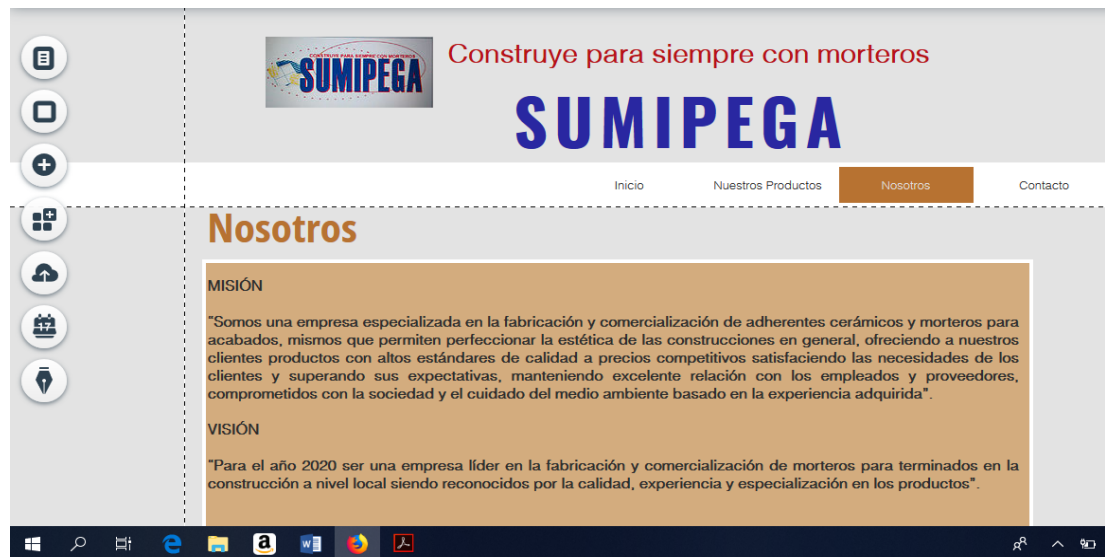 CONSTRUYE PARA SIEMPRE CON MORTEROS
SUMIPEGA
Construye para siempre con morteros
SUMIPEGA
Inicio
Nuestros Productos
Nosotros
Contacto
Nosotros
MISIÓN
"Somos una empresa especializada en la fabricación y comercialización de adherentes cerámicos y morteros para
acabados, mismos que permiten perfeccionar la estética de las construcciones en general, ofreciendo a nuestros
clientes productos con altos estándares de calidad a precios competitivos satisfaciendo las necesidades de los
clientes y superando sus expectativas, manteniendo excelente relación con los empleados y proveedores,
comprometidos con la sociedad y el cuidado del medio ambiente basado en la experiencia adquirida".
VISIÓN
"Para el año 2020 ser una empresa líder en la fabricación y comercialización de morteros para terminados en la
construcción a nivel local siendo reconocidos por la calidad, experiencia y especialización en los productos".
17